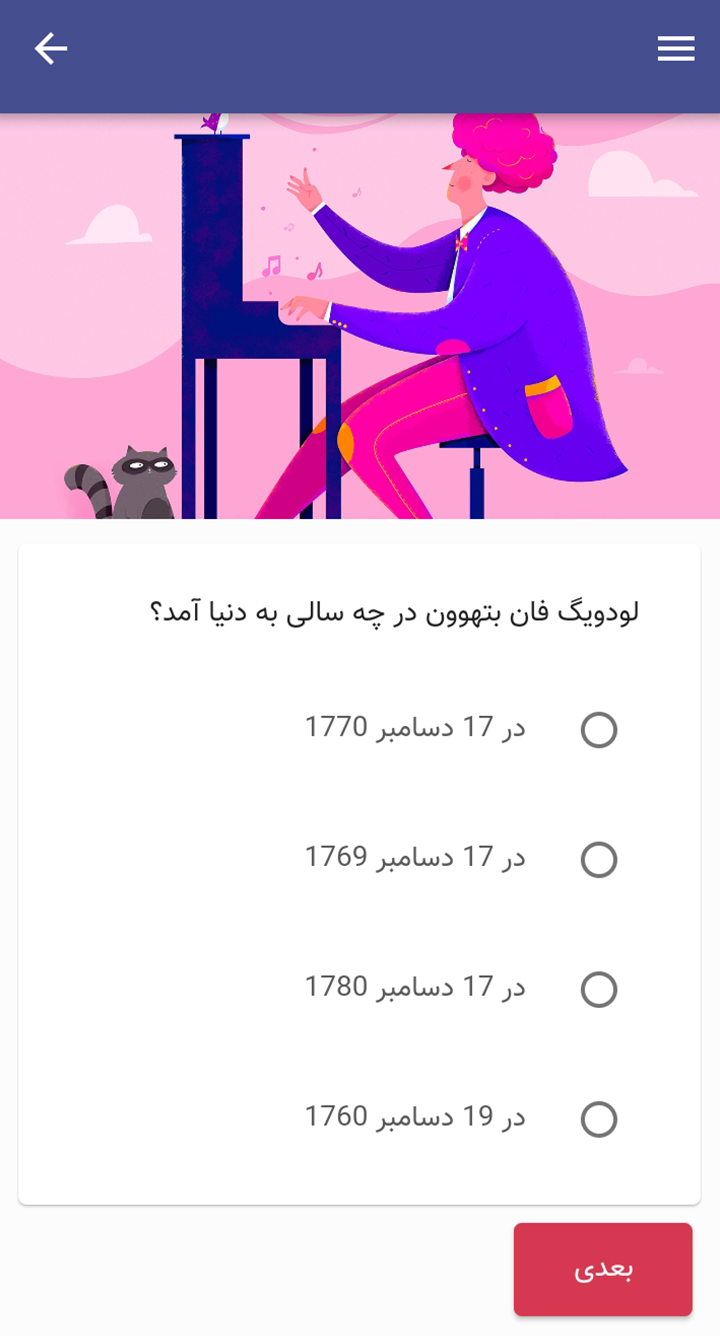 لودویگ فان بتهوون در چه سالی به دنیا آمد؟
در 17 دسامبر 1770
در 17 دسامبر 1769
در 17 دسامبر 1780
در 19 دسامبر 1760
بعدی